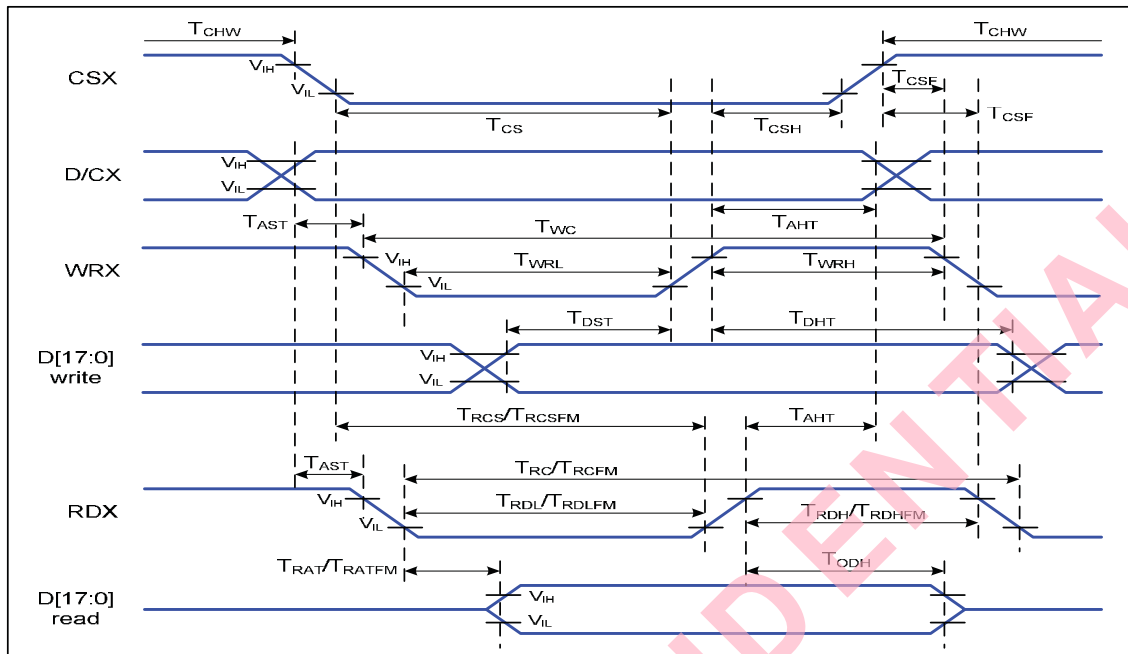 TCHW TCHW
CSX VIH
VIL
TCSF
TCS TCSH TCSF
D/CX VIH
VIL
TAST TWC TAHT
WRX VIH
VIL TWRL TWRH
TDST TDHT
D[17:0] VIH
write VIL
TRCS/TRCSFM TAHT
TAST TRC/TRCFM
RDX VIH
VIL TRDL/TRDLFM TRDH/TRDHFM
TRAT/TRATFM TODH
D[17:0] VIH
read VIL
NDENTIAL